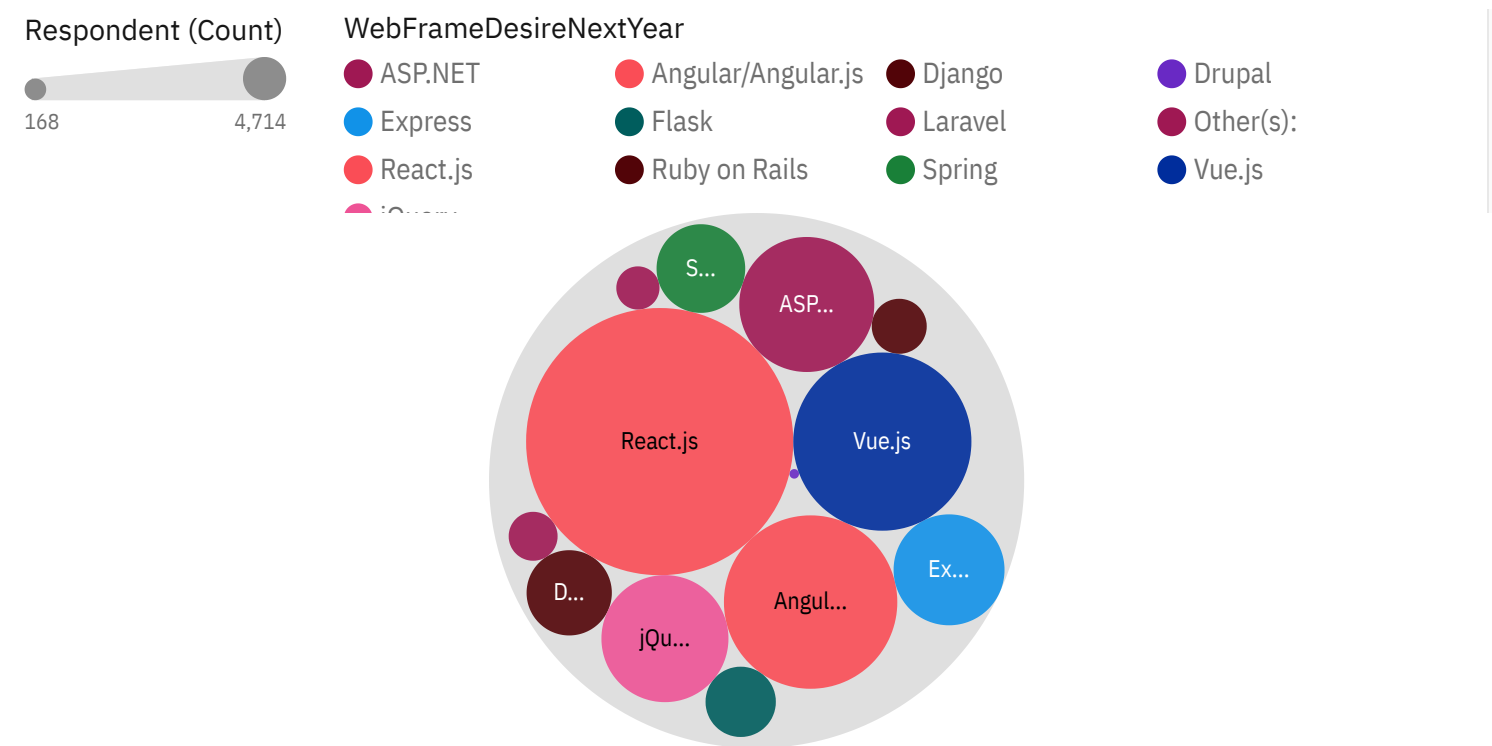 Respondent (Count)
168 4,714
WebFrameDesireNextYear
ASP.NET Angular/Angular.js Django Drupal
Express Flask Laravel Other(s):
React.js Ruby on Rails Spring Vue.js
jQuery
S...
ASP...
React.js
Vue.js
Ex...
D...
Angul...
jQu...